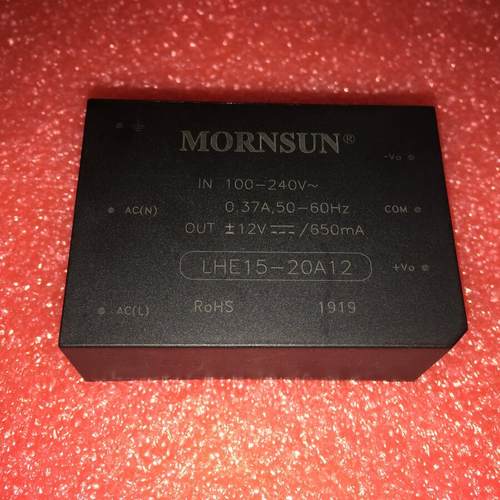 MORNSUN®
-Vo
IN 100-240V~
0.37A,50-60Hz
AC(N)
COM
OUT ±12V⎓/650mA
LHE15-20A12
+Vo
AC(L)
RoHS
1919